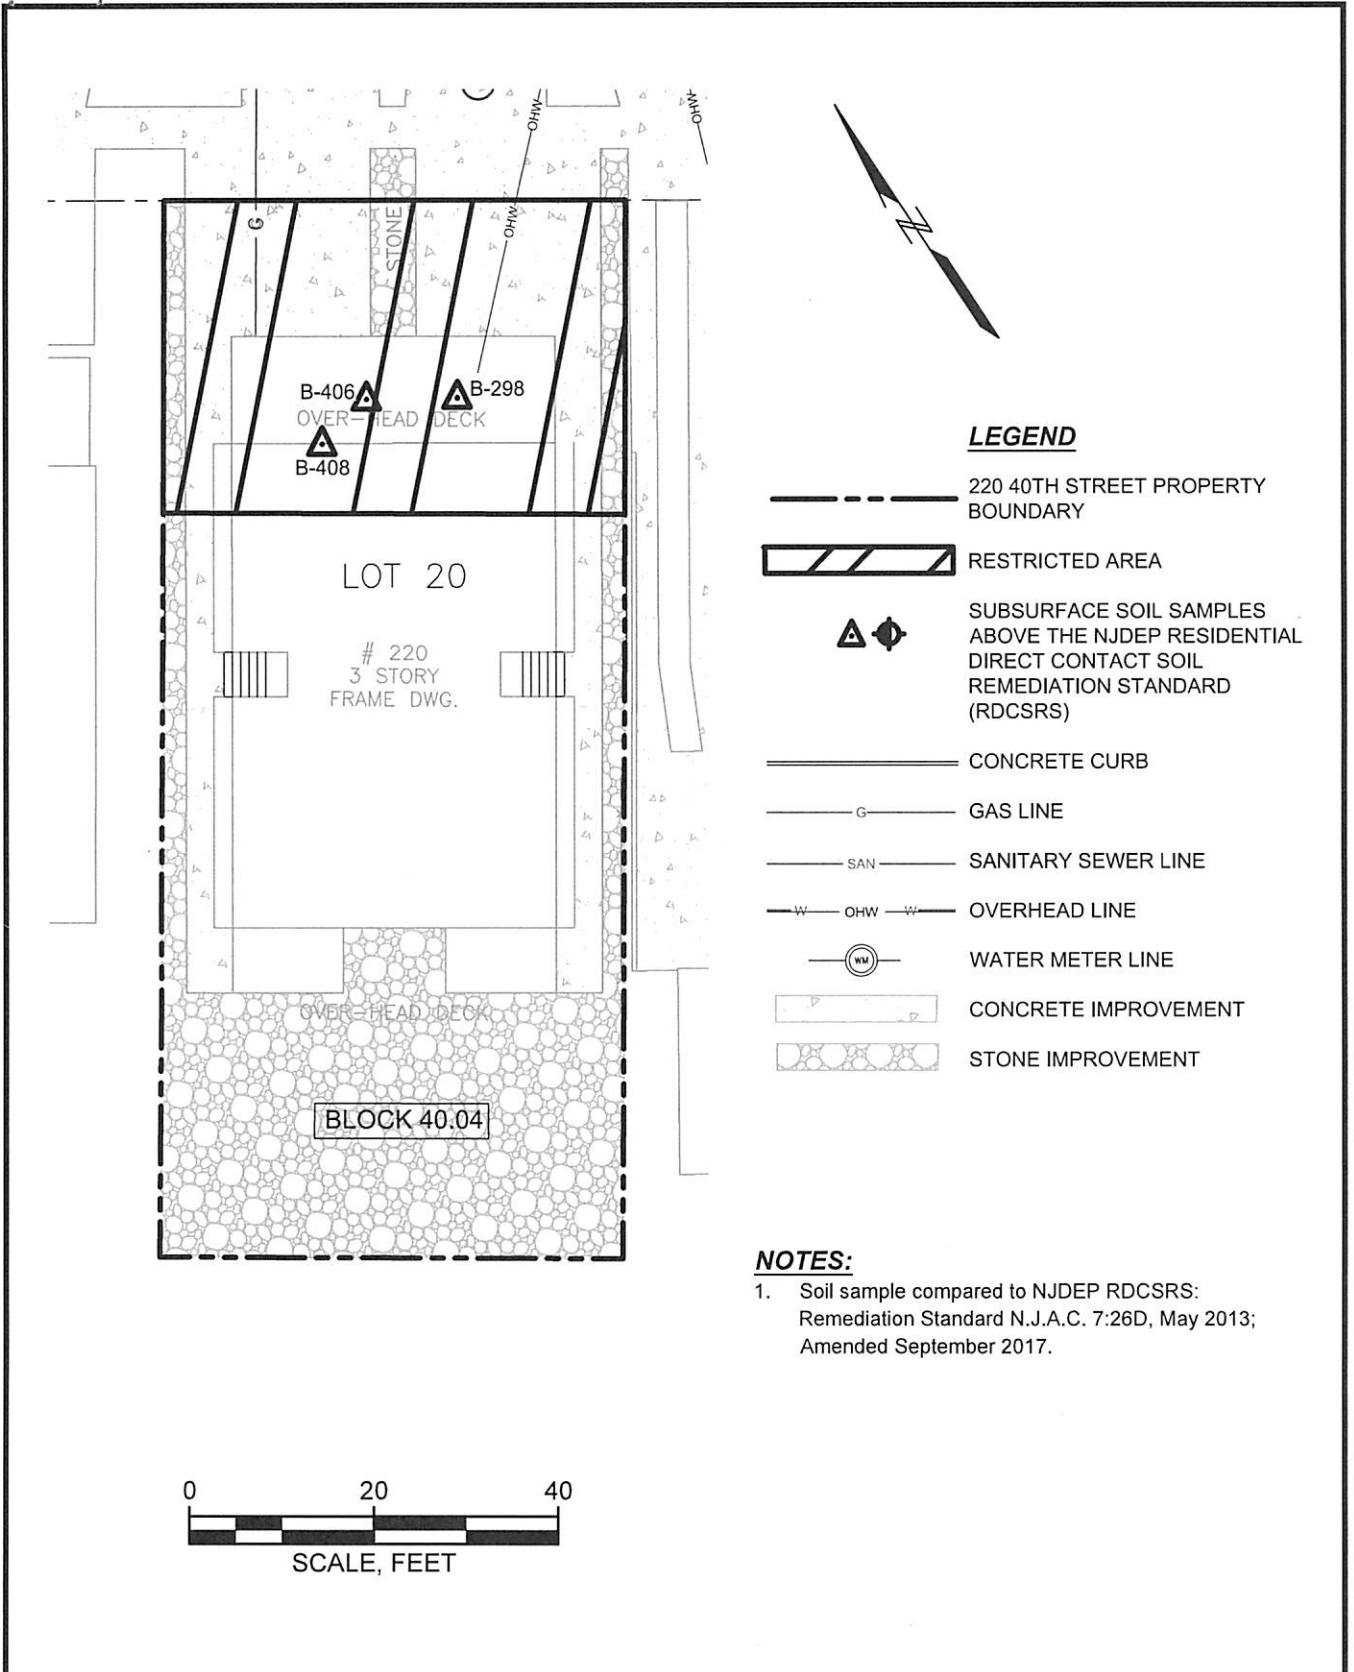 OHW
OHW
G
STONE
OHW
B-406
B-298
OVER-HEAD DECK
B-408
LOT 20
# 220
3 STORY
FRAME DWG.
OVER-HEAD DECK
BLOCK 40.04
0 20 40
SCALE, FEET
N
LEGEND
220 40TH STREET PROPERTY
BOUNDARY
RESTRICTED AREA
SUBSURFACE SOIL SAMPLES
ABOVE THE NJDEP RESIDENTIAL
DIRECT CONTACT SOIL
REMEDIATION STANDARD
(RDCSRS)
CONCRETE CURB
G GAS LINE
SAN SANITARY SEWER LINE
W OHW W OVERHEAD LINE
WM WATER METER LINE
CONCRETE IMPROVEMENT
STONE IMPROVEMENT
NOTES:
1. Soil sample compared to NJDEP RDCSRS:
Remediation Standard N.J.A.C. 7:26D, May 2013;
Amended September 2017.